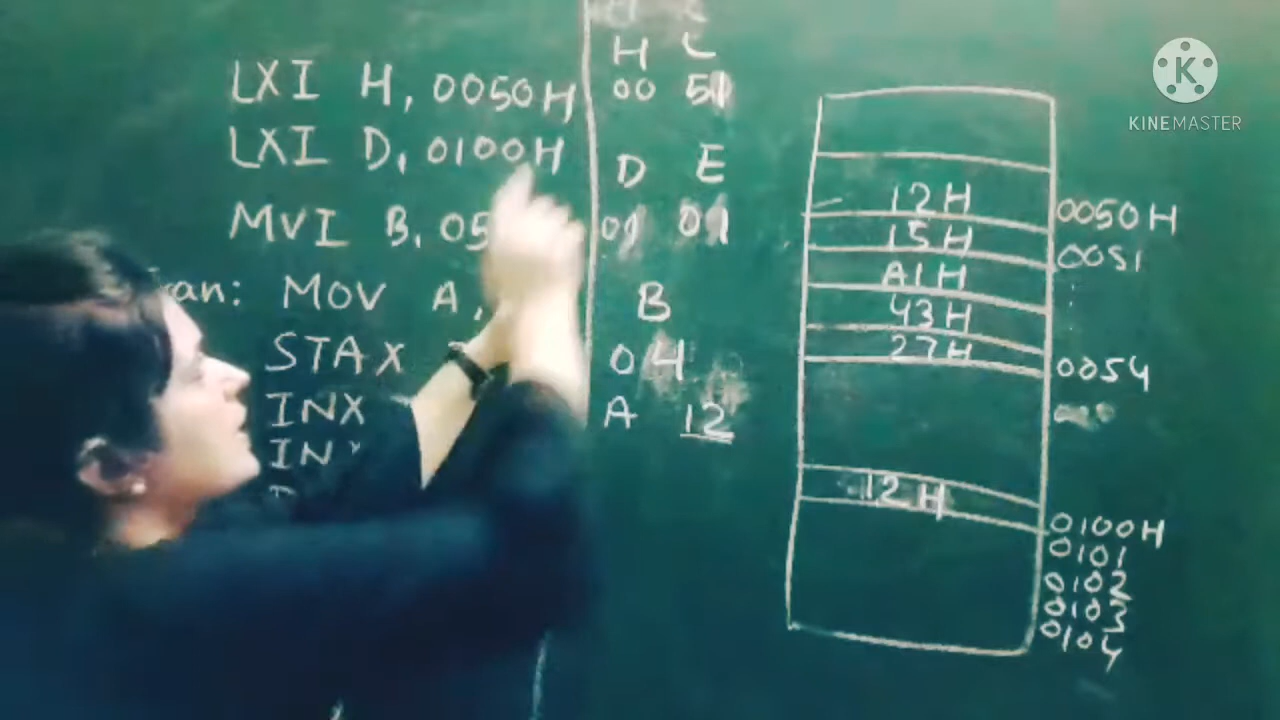 H L
LXI H, 0050H 00 51
LXI D, 0100H D E
MVI B, 05 01 01
MOV A, B
STAX 04
INX A 12
12H 0050H
15H 0051
A1H
43H
27H 0054
12H 0100H
0101
0102
0103
0104
K
KINEMASTER